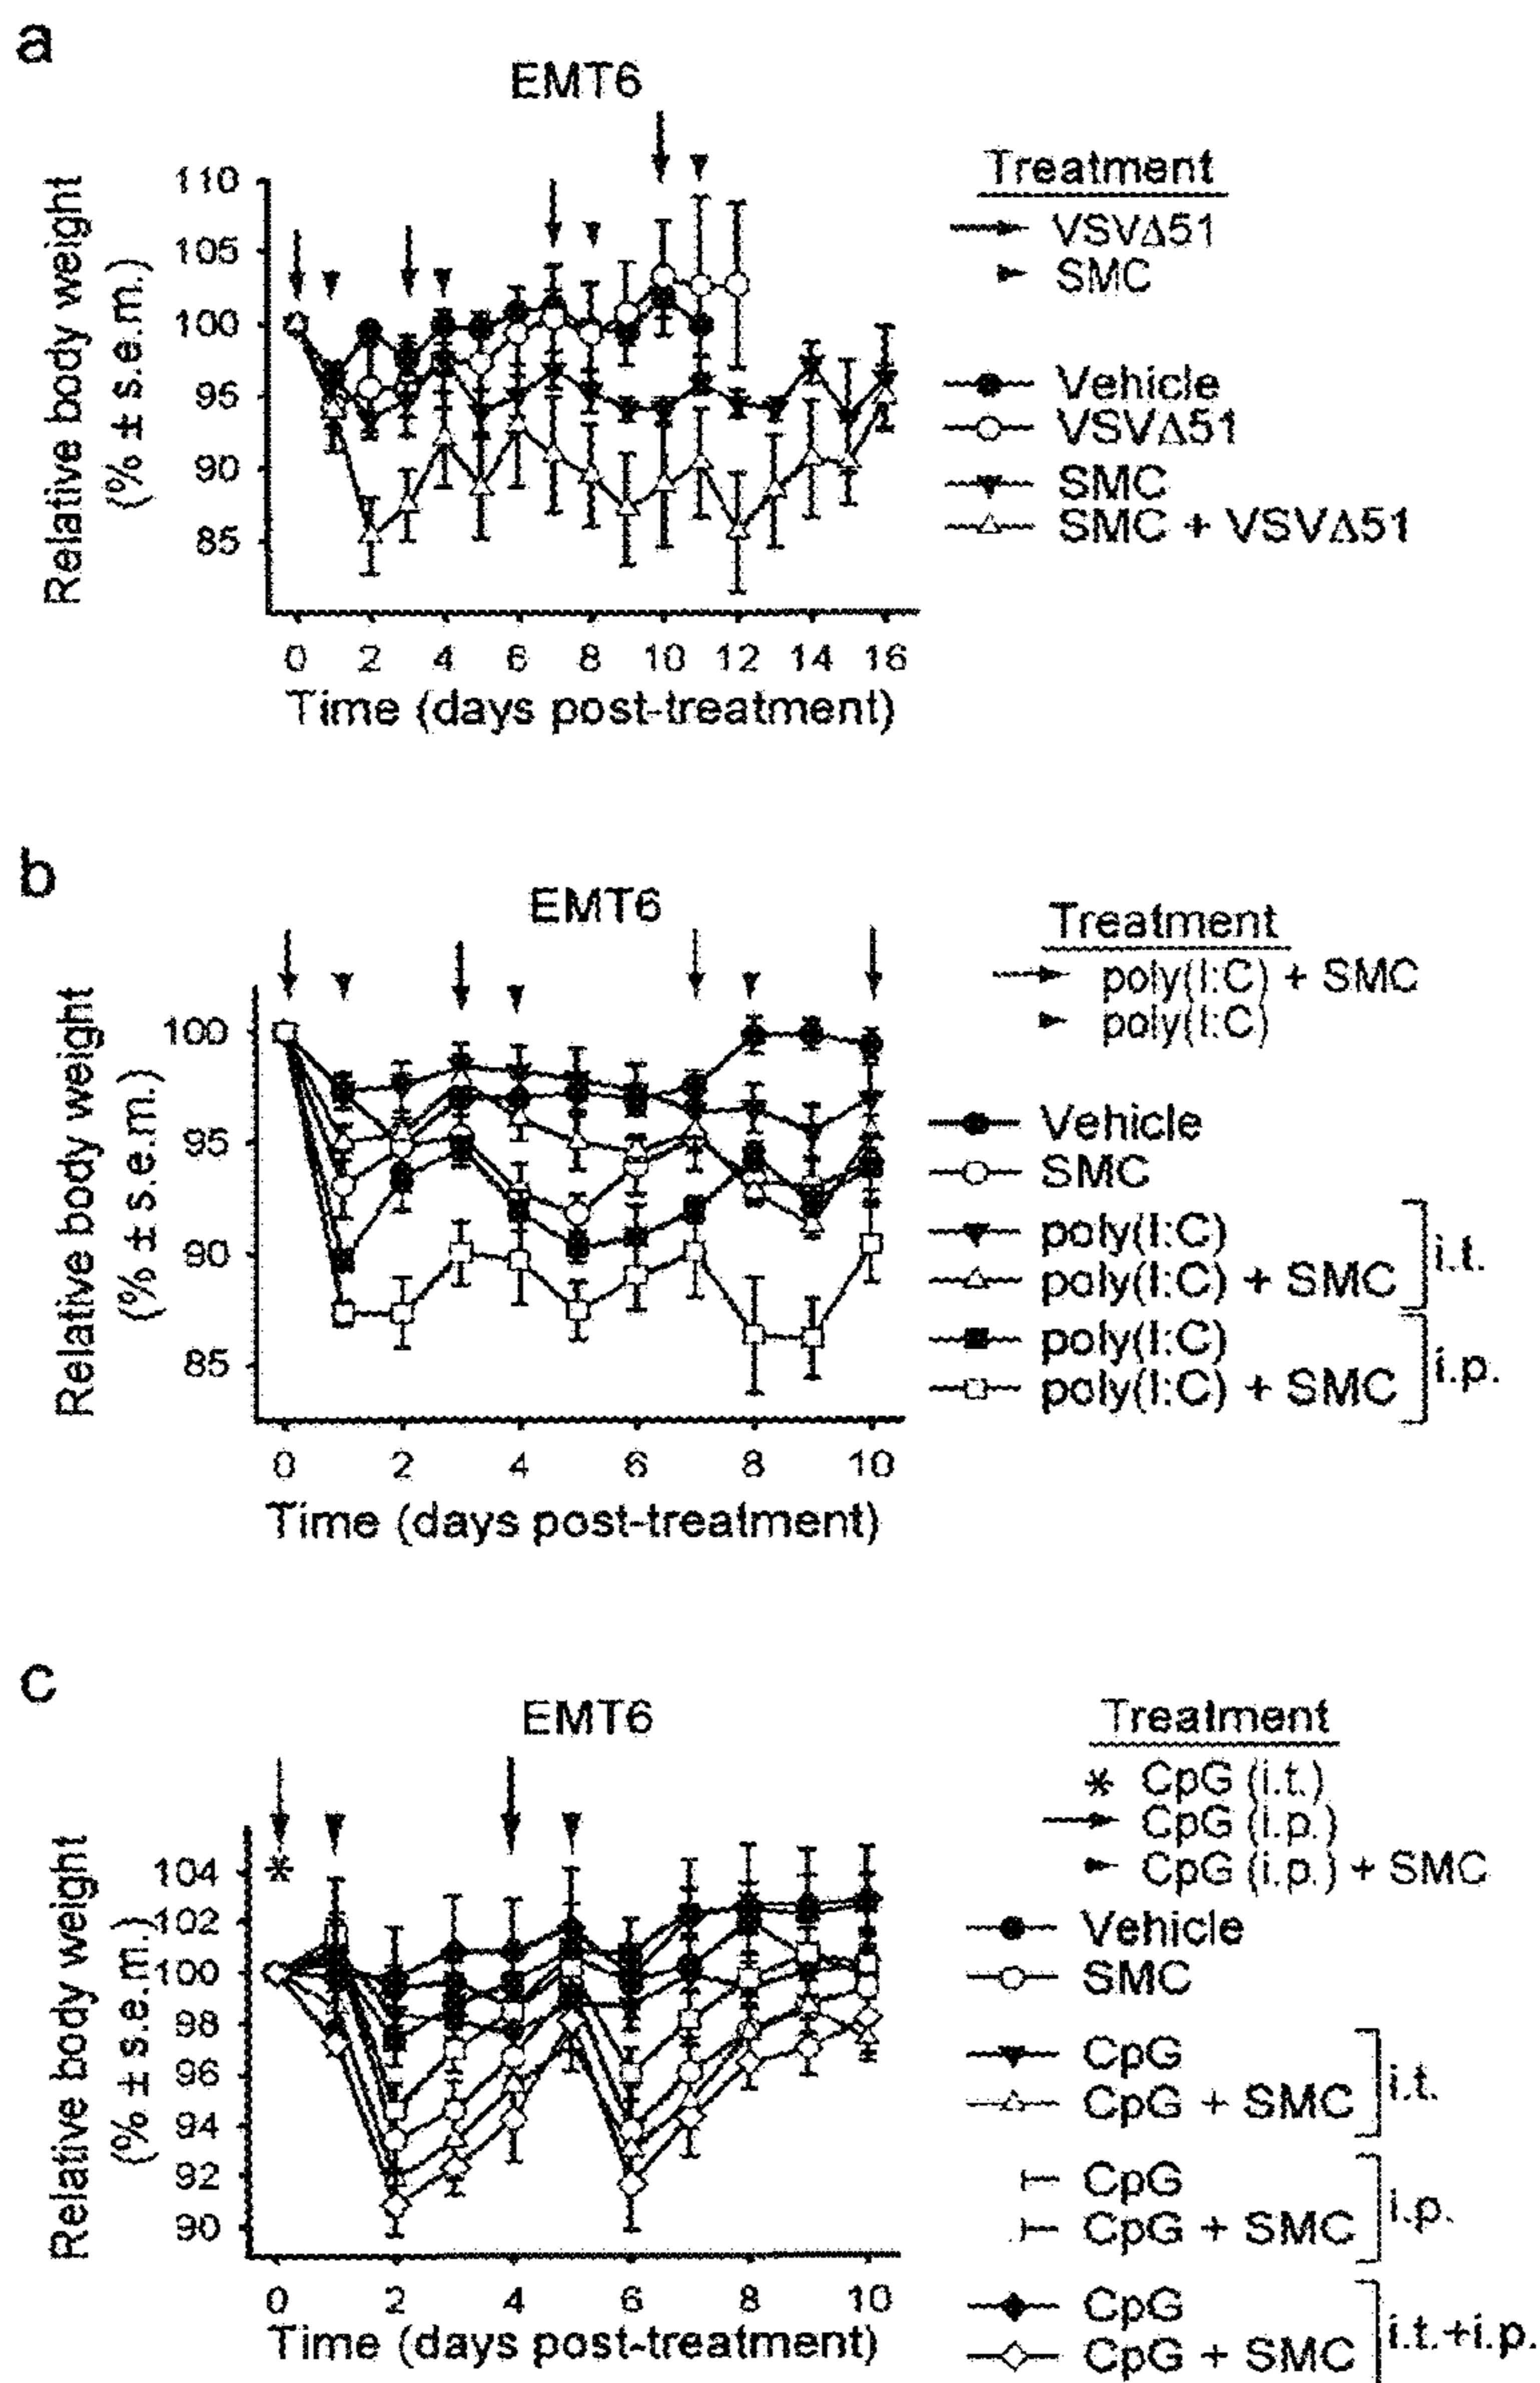 a
EMT6
Relative body weight
(% ± s.e.m.)
110
105
100
95
90
85
0 2 4 6 8 10 12 14 16
Time (days post-treatment)
Treatment
VSVΔ51
SMC
Vehicle
VSVΔ51
SMC
SMC + VSVΔ51
b
EMT6
Relative body weight
(% ± s.e.m.)
100
95
90
85
0 2 4 6 8 10
Time (days post-treatment)
Treatment
poly(I:C) + SMC
poly(I:C)
Vehicle
SMC
poly(I:C)
poly(I:C) + SMC
i.t.
poly(I:C)
poly(I:C) + SMC
i.p.
c
EMT6
Relative body weight
(% ± s.e.m.)
104
102
100
98
96
94
92
90
0 2 4 6 8 10
Time (days post-treatment)
Treatment
CpG (i.t.)
CpG (i.p.)
CpG (i.p.) + SMC
Vehicle
SMC
CpG
CpG + SMC
i.t.
CpG
CpG + SMC
i.p.
CpG
CpG + SMC
i.t.+i.p.